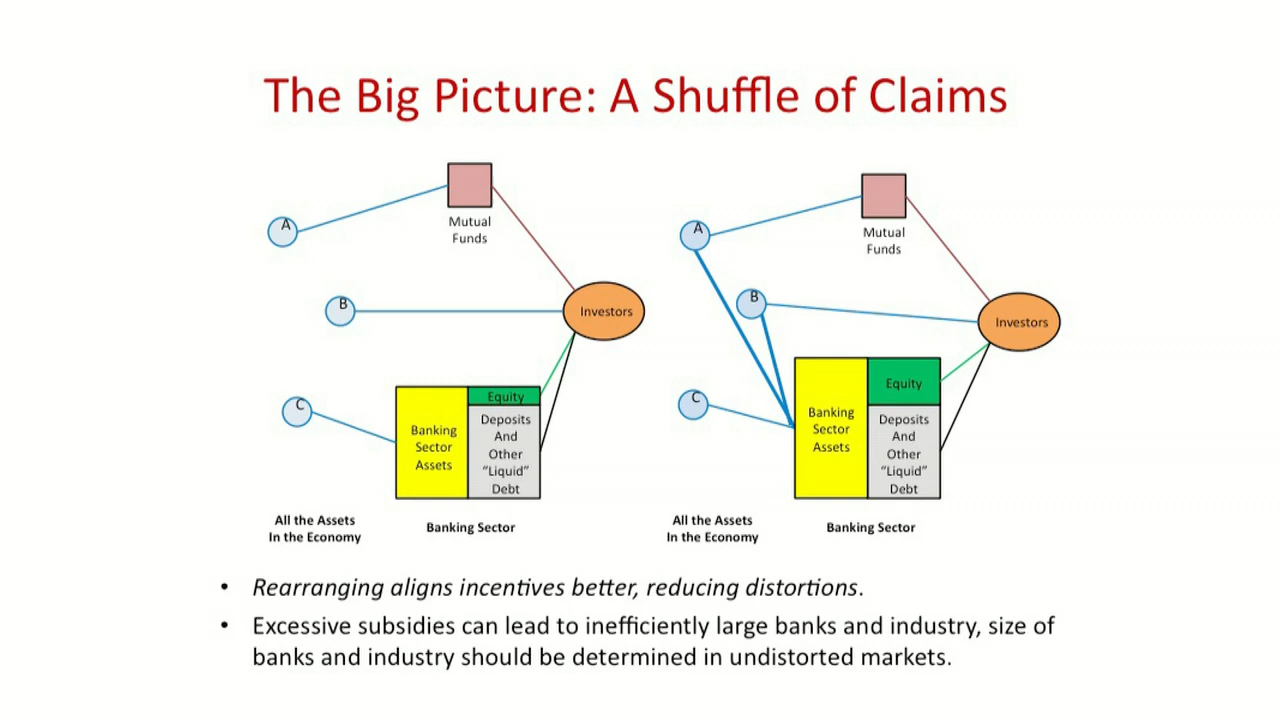 The Big Picture: A Shuffle of Claims
A
Mutual
Funds
B
Investors
C
Banking
Sector
Assets
Equity
Deposits
And
Other
“Liquid”
Debt
All the Assets
In the Economy
Banking Sector
A
Mutual
Funds
B
Investors
C
Banking
Sector
Assets
Equity
Deposits
And
Other
“Liquid”
Debt
All the Assets
In the Economy
Banking Sector
• Rearranging aligns incentives better, reducing distortions.
• Excessive subsidies can lead to inefficiently large banks and industry, size of
banks and industry should be determined in undistorted markets.